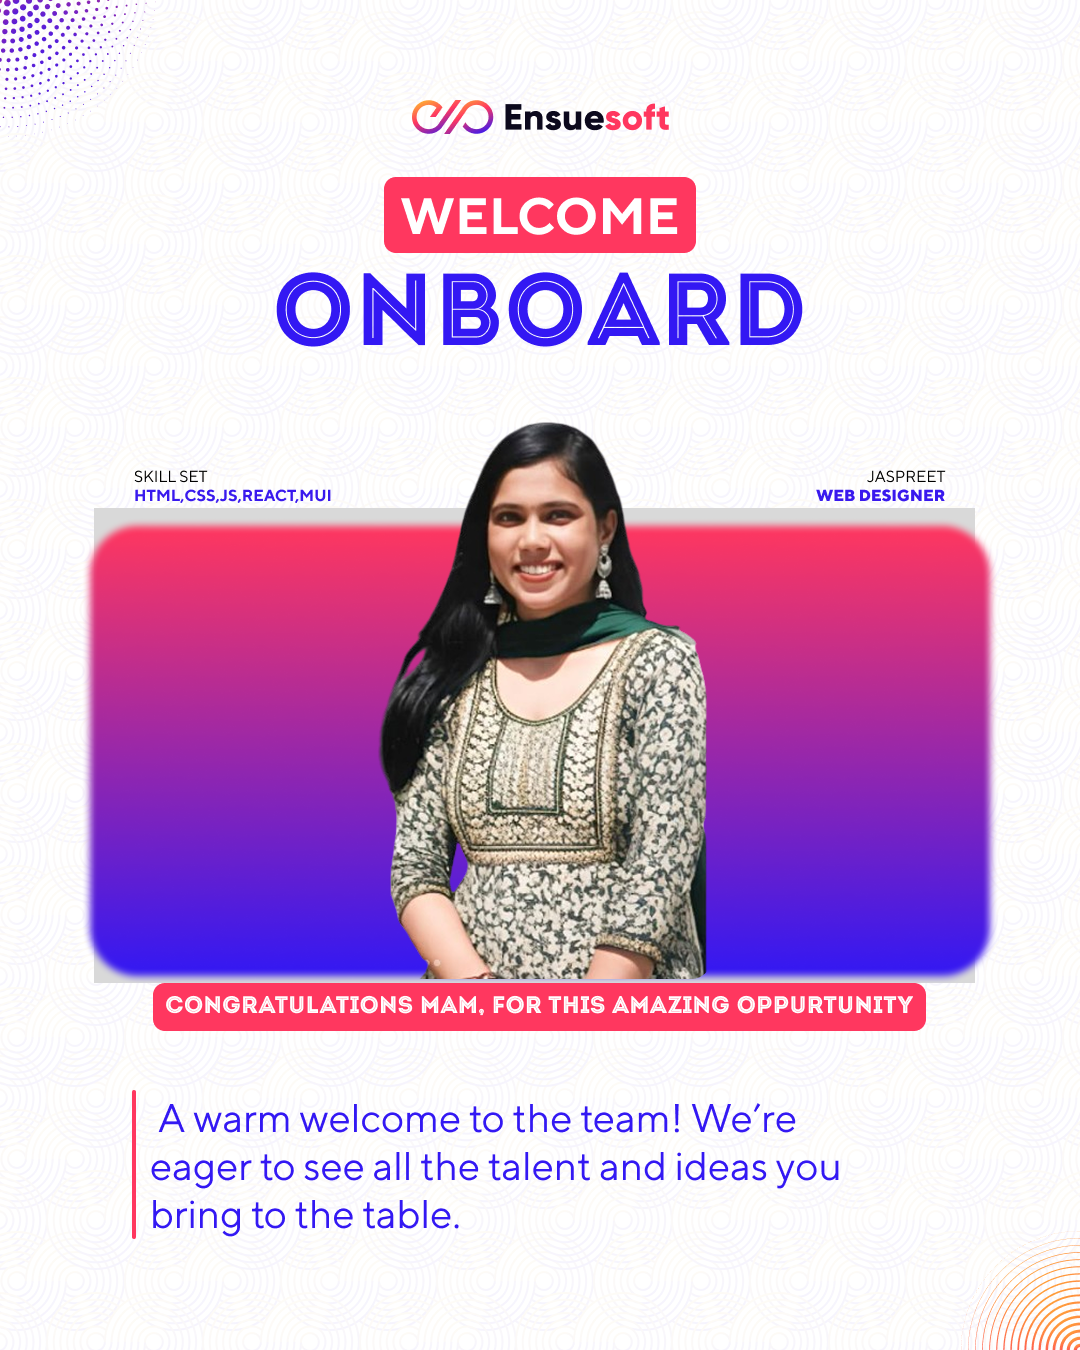 Ensuesoft
WELCOME
ONBOARD
SKILL SET
HTML,CSS,JS,REACT,MUI
JASPREET
WEB DESIGNER
CONGRATULATIONS MAM, FOR THIS AMAZING OPPURTUNITY
A warm welcome to the team! We’re
eager to see all the talent and ideas you
bring to the table.